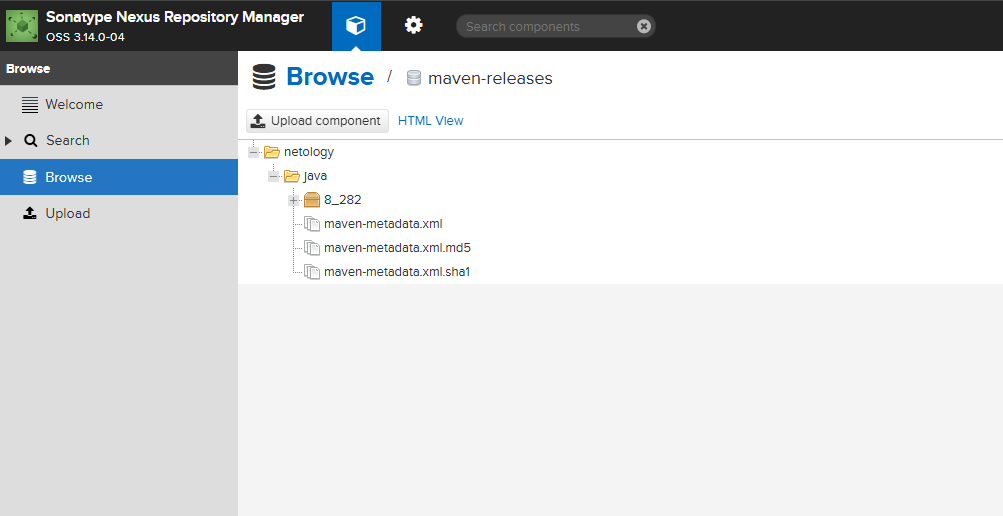 Sonatype Nexus Repository Manager
OSS 3.14.0-04
Search components
Browse
Welcome
Search
Browse
Upload
Browse / maven-releases
Upload component HTML View
netology
java
8_282
maven-metadata.xml
maven-metadata.xml.md5
maven-metadata.xml.sha1